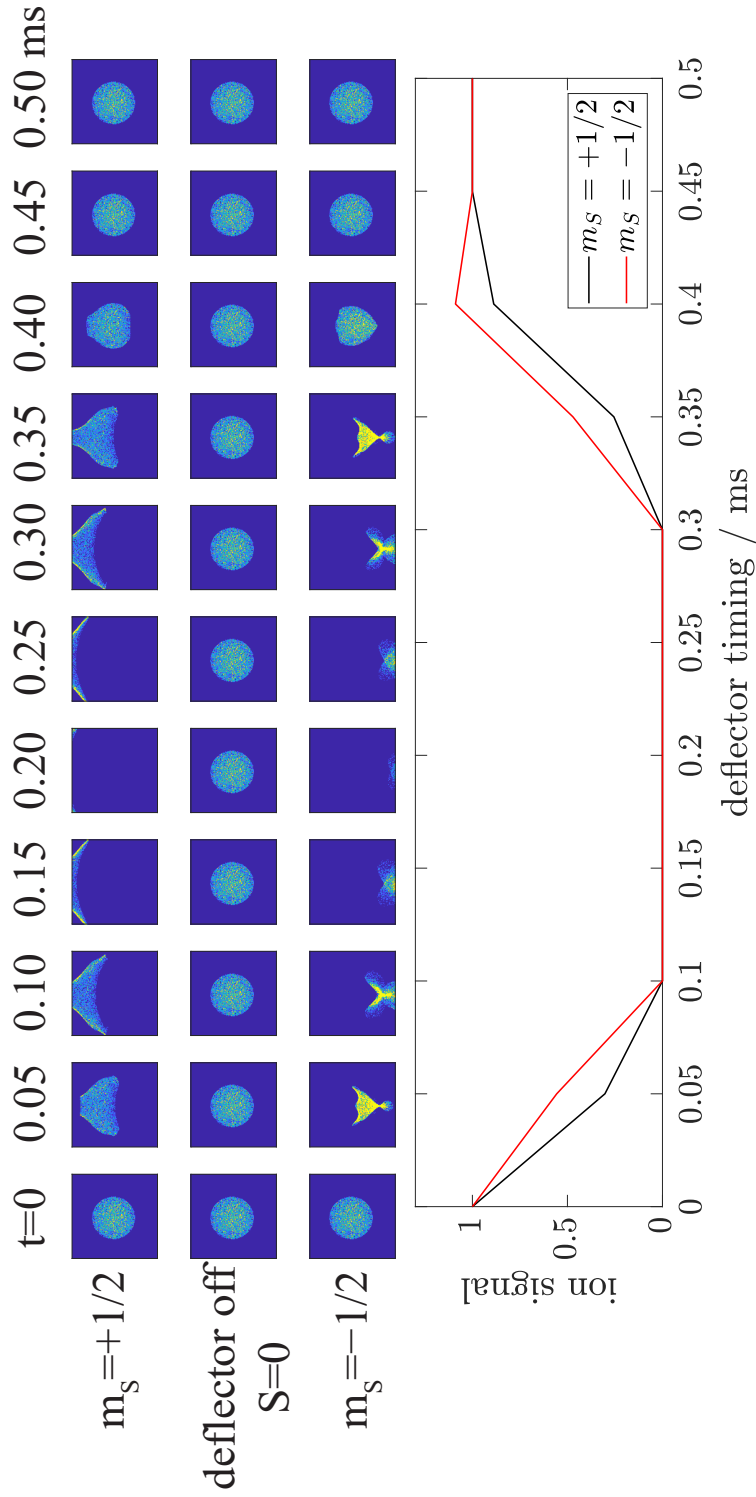 t=0 0.05 0.10 0.15 0.20 0.25 0.30 0.35 0.40 0.45 0.50 ms
m_s=+1/2
deflector off
S=0
m_s=−1/2
ion signal
1
0.5
0
m_S = +1/2
m_S = −1/2
0 0.05 0.1 0.15 0.2 0.25 0.3 0.35 0.4 0.45 0.5
deflector timing / ms